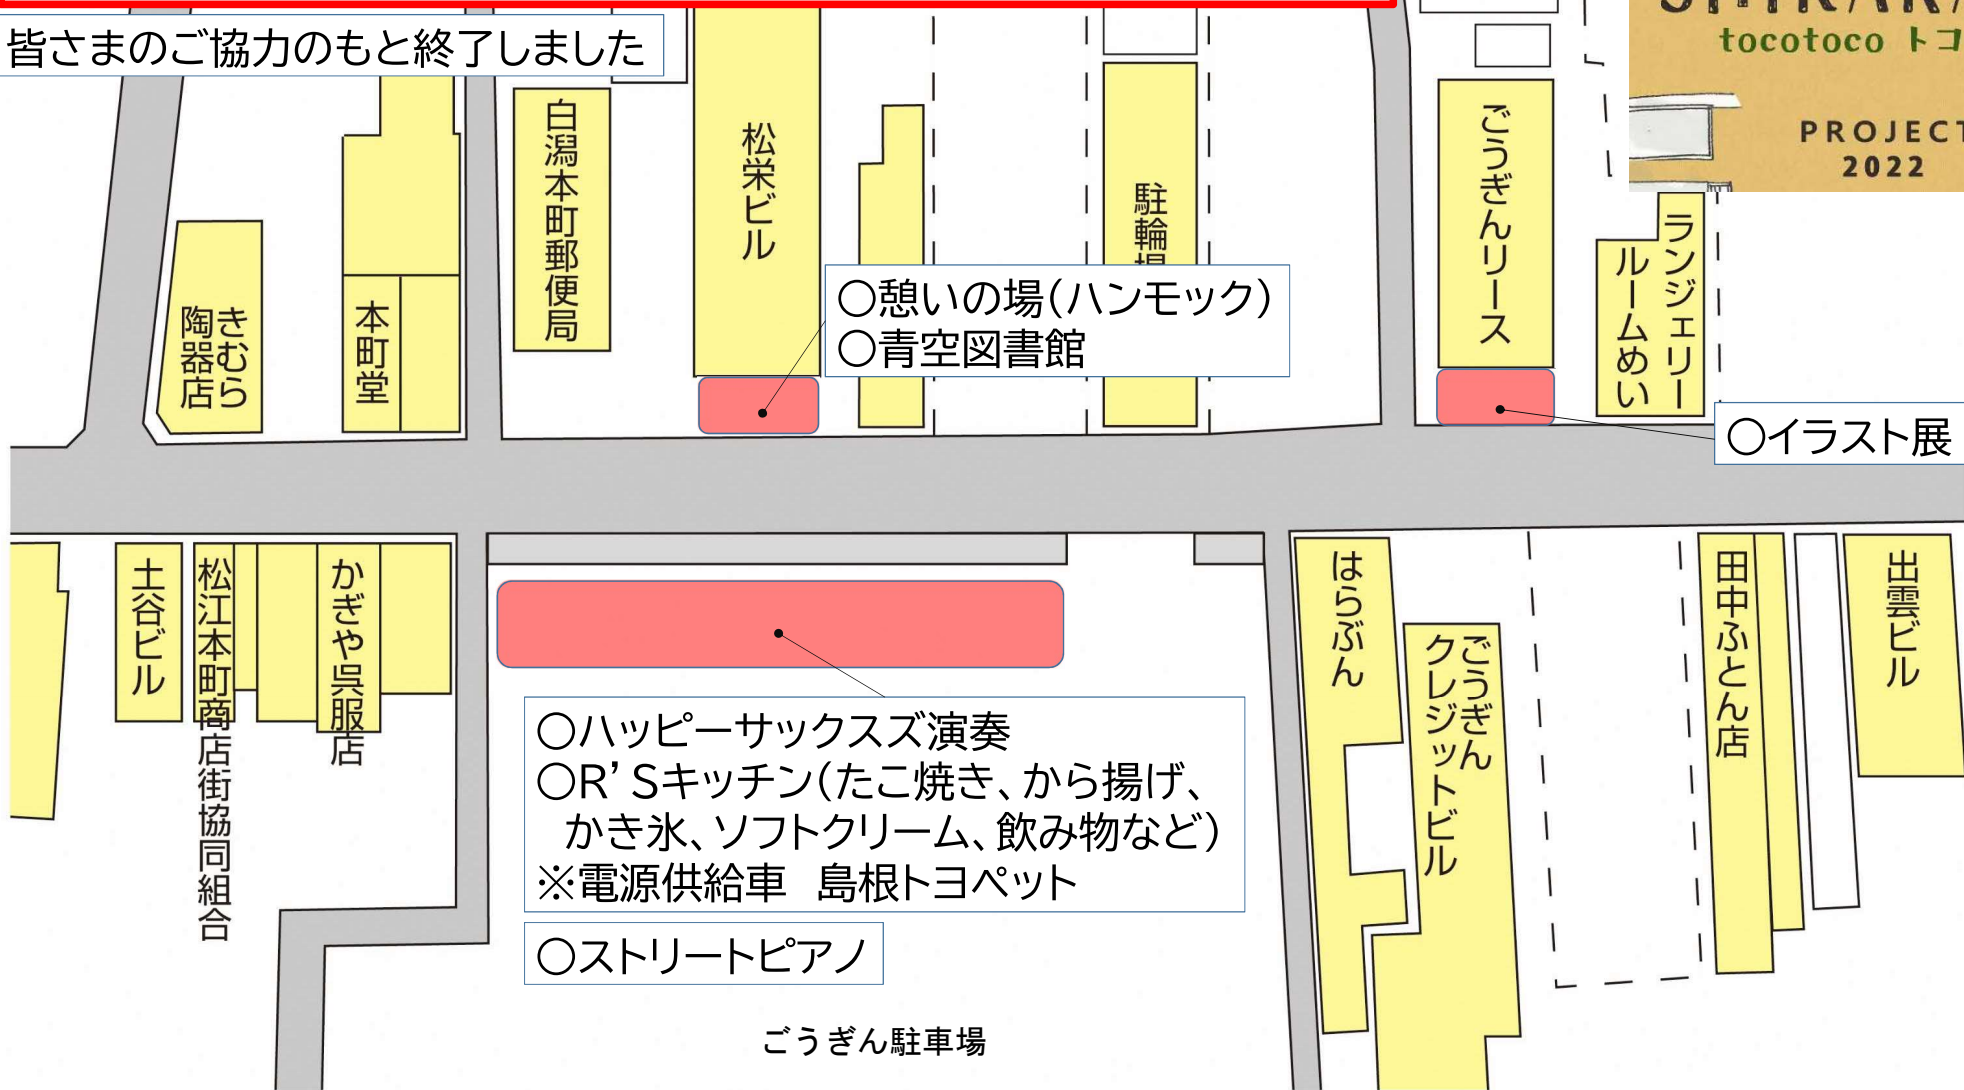 皆さまのご協力のもと終了しました
tocotoco トコ
PROJECT
2022
白潟本町郵便局
松栄ビル
駐輪場
ごうぎんリース
ランジェリー
ルームめい
きむら
陶器店
本町堂
○憩いの場(ハンモック)
○青空図書館
○イラスト展
土谷ビル
松江本町商店街協同組合
かぎや呉服店
はらぶん
ごうぎん
クレジットビル
田中ふとん店
出雲ビル
○ハッピーサックスズ演奏
○R’Sキッチン(たこ焼き、から揚げ、
かき氷、ソフトクリーム、飲み物など)
※電源供給車　島根トヨペット
○ストリートピアノ
ごうぎん駐車場